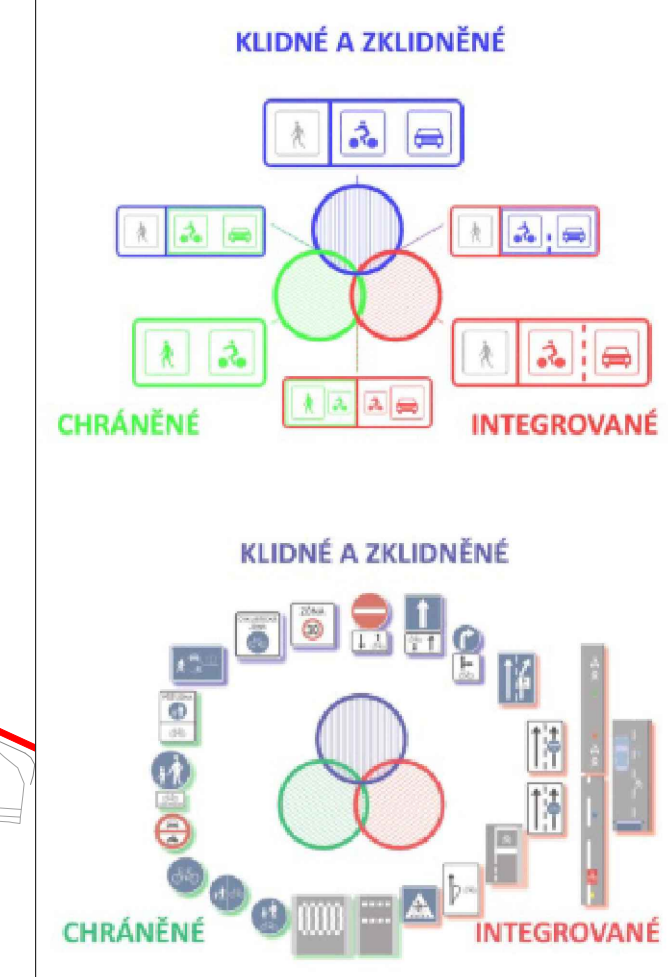 KLIDNÉ A ZKLIDNĚNÉ
CHRÁNĚNÉ
INTEGROVANÉ
KLIDNÉ A ZKLIDNĚNÉ
ZÓNA
30
CHRÁNĚNÉ
INTEGROVANÉ